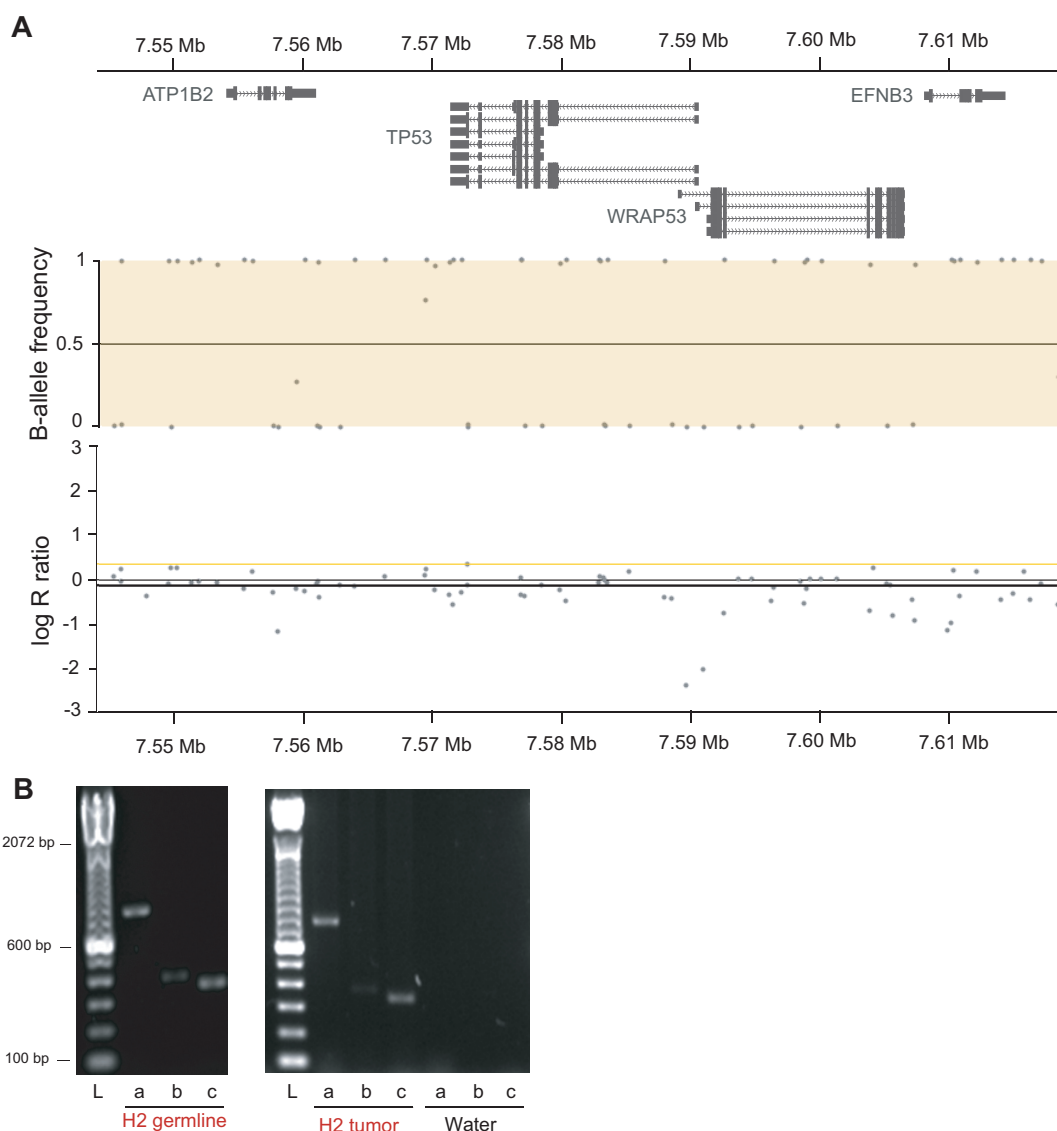 A
7.55 Mb 7.56 Mb 7.57 Mb 7.58 Mb 7.59 Mb 7.60 Mb 7.61 Mb
ATP1B2
EFNB3
TP53
WRAP53
B-allele frequency
1
0.5
0
log R ratio
3
2
1
0
-1
-2
-3
7.55 Mb 7.56 Mb 7.57 Mb 7.58 Mb 7.59 Mb 7.60 Mb 7.61 Mb
B
2072 bp
600 bp
100 bp
L a b c L a b c a b c
H2 germline H2 tumor Water